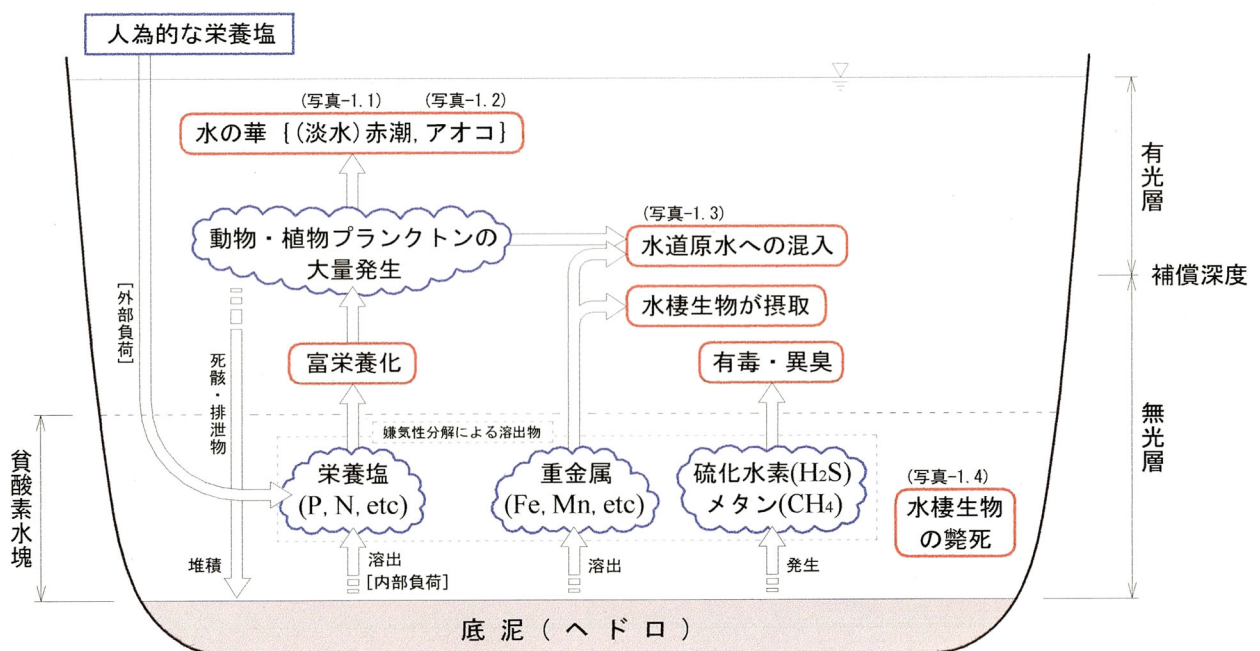 人為的な栄養塩
(写真-1.1) (写真-1.2)
水の華 {(淡水)赤潮, アオコ}
有光層
動物・植物プランクトンの
大量発生
(写真-1.3)
水道原水への混入
補償深度
水棲生物が摂取
[外部負荷]
死骸・排泄物
富栄養化
有毒・異臭
無光層
嫌気性分解による溶出物
貧酸素水塊
栄養塩
(P, N, etc)
重金属
(Fe, Mn, etc)
硫化水素(H2S)
メタン(CH4)
(写真-1.4)
水棲生物
の斃死
堆積
溶出
[内部負荷]
溶出
発生
底泥(ヘドロ)